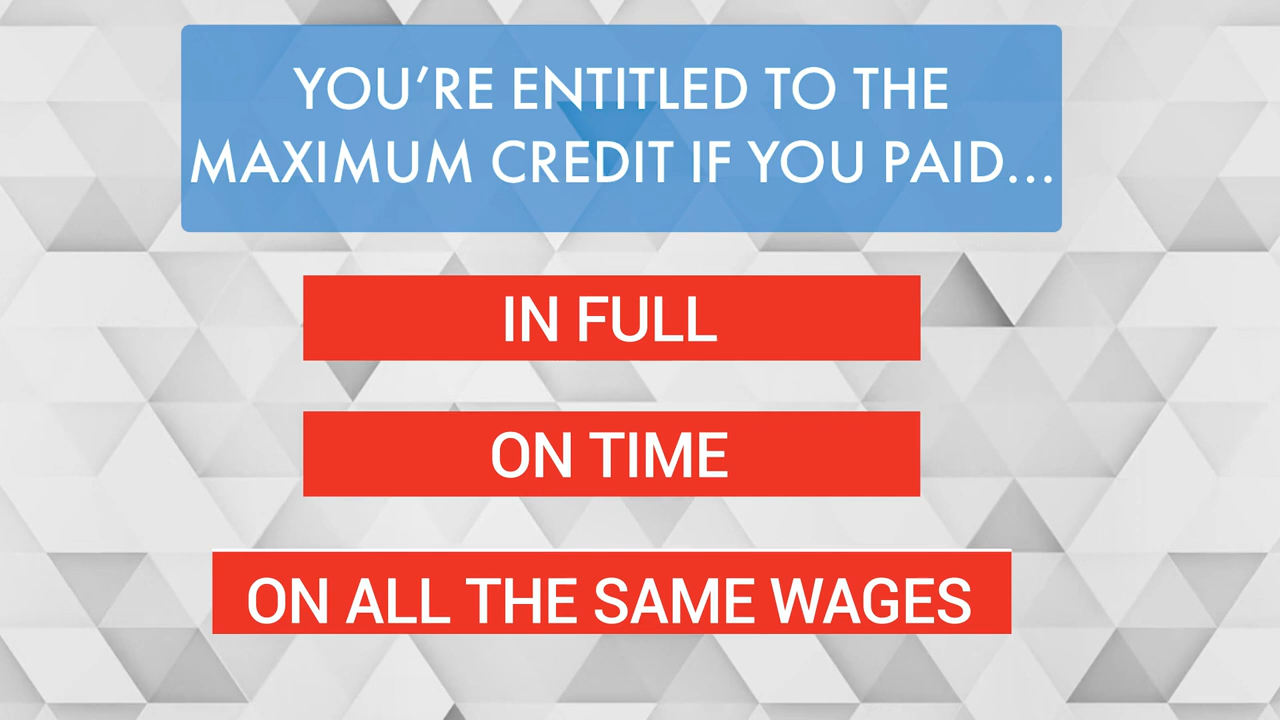 YOU’RE ENTITLED TO THE
MAXIMUM CREDIT IF YOU PAID...
IN FULL
ON TIME
ON ALL THE SAME WAGES